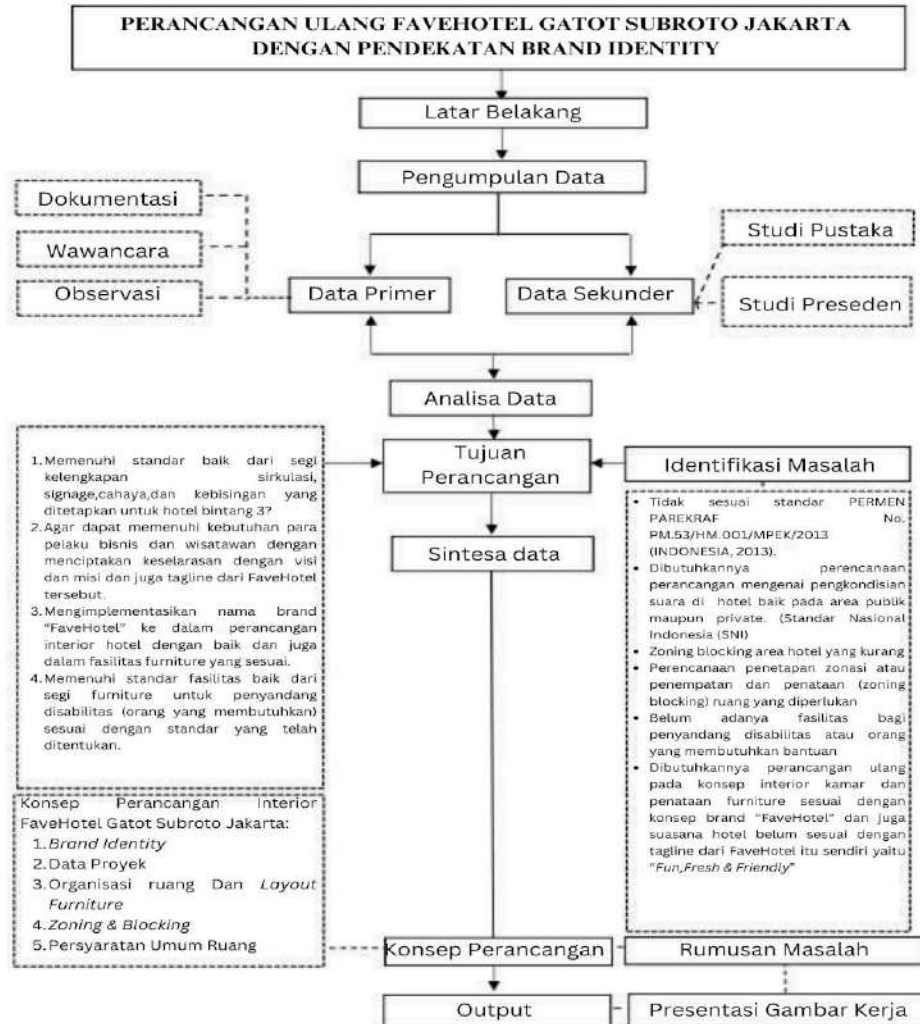 PERANCANGAN ULANG FAVEHOTEL GATOT SUBROTO JAKARTA
DENGAN PENDEKATAN BRAND IDENTITY
Latar Belakang
Pengumpulan Data
Dokumentasi
Wawancara
Observasi
Data Primer
Data Sekunder
Studi Pustaka
Studi Preseden
Analisa Data
Tujuan
Perancangan
1. Memenuhi standar baik dari segi
kelengkapan sirkulasi,
signage,cahaya,dan kebisingan yang
ditetapkan untuk hotel bintang 3?
2. Agar dapat memenuhi kebutuhan para
pelaku bisnis dan wisatawan dengan
menciptakan keselarasan dengan visi
dan misi dan juga tagline dari FaveHotel
tersebut.
3. Mengimplementasikan nama brand
"FaveHotel" ke dalam perancangan
interior hotel dengan baik dan juga
dalam fasilitas furniture yang sesuai.
4. Memenuhi standar fasilitas baik dari
segi furniture untuk penyandang
disabilitas (orang yang membutuhkan)
sesuai dengan standar yang telah
ditentukan.
Identifikasi Masalah
• Tidak sesuai standar PERMEN
PAREKRAF No.
PM.53/HM.001/MPEK/2013
(INDONESIA, 2013).
• Dibutuhkannya perencanaan
perancangan mengenai pengkondisian
suara di hotel baik pada area publik
maupun private. (Standar Nasional
Indonesia (SNI)
• Zoning blocking area hotel yang kurang
• Perencanaan penetapan zonasi atau
penempatan dan penataan (zoning
blocking) ruang yang diperlukan
• Belum adanya fasilitas bagi
penyandang disabilitas atau orang
yang membutuhkan bantuan
• Dibutuhkannya perancangan ulang
pada konsep interior kamar dan
penataan furniture sesuai dengan
konsep brand "FaveHotel" dan juga
suasana hotel belum sesuai dengan
tagline dari FaveHotel itu sendiri yaitu
"Fun,Fresh & Friendly"
Sintesa data
Konsep Perancangan Interior
FaveHotel Gatot Subroto Jakarta:
1. Brand Identity
2. Data Proyek
3. Organisasi ruang Dan Layout
Furniture
4. Zoning & Blocking
5. Persyaratan Umum Ruang
Konsep Perancangan
Rumusan Masalah
Output
Presentasi Gambar Kerja